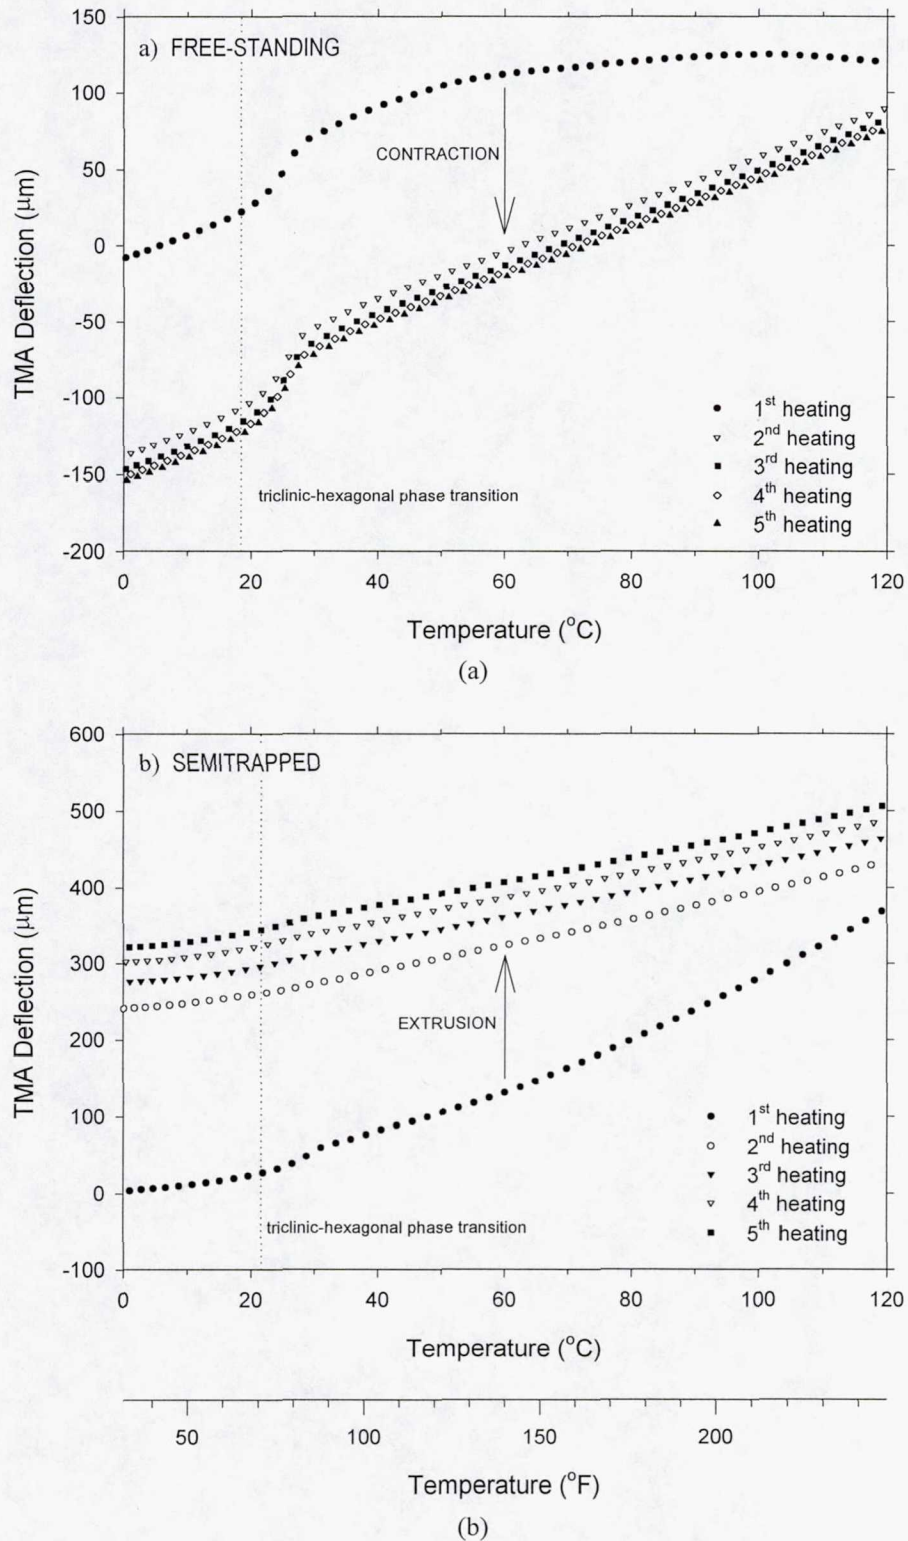 a) FREE-STANDING
150
100
50
0
-50
-100
-150
-200
TMA Deflection (μm)
CONTRACTION
1st heating
2nd heating
3rd heating
4th heating
5th heating
triclinic-hexagonal phase transition
0 20 40 60 80 100 120
Temperature (°C)
(a)
b) SEMITRAPPED
600
500
400
300
200
100
0
-100
TMA Deflection (μm)
EXTRUSION
1st heating
2nd heating
3rd heating
4th heating
5th heating
triclinic-hexagonal phase transition
0 20 40 60 80 100 120
Temperature (°C)
50 100 150 200
Temperature (°F)
(b)